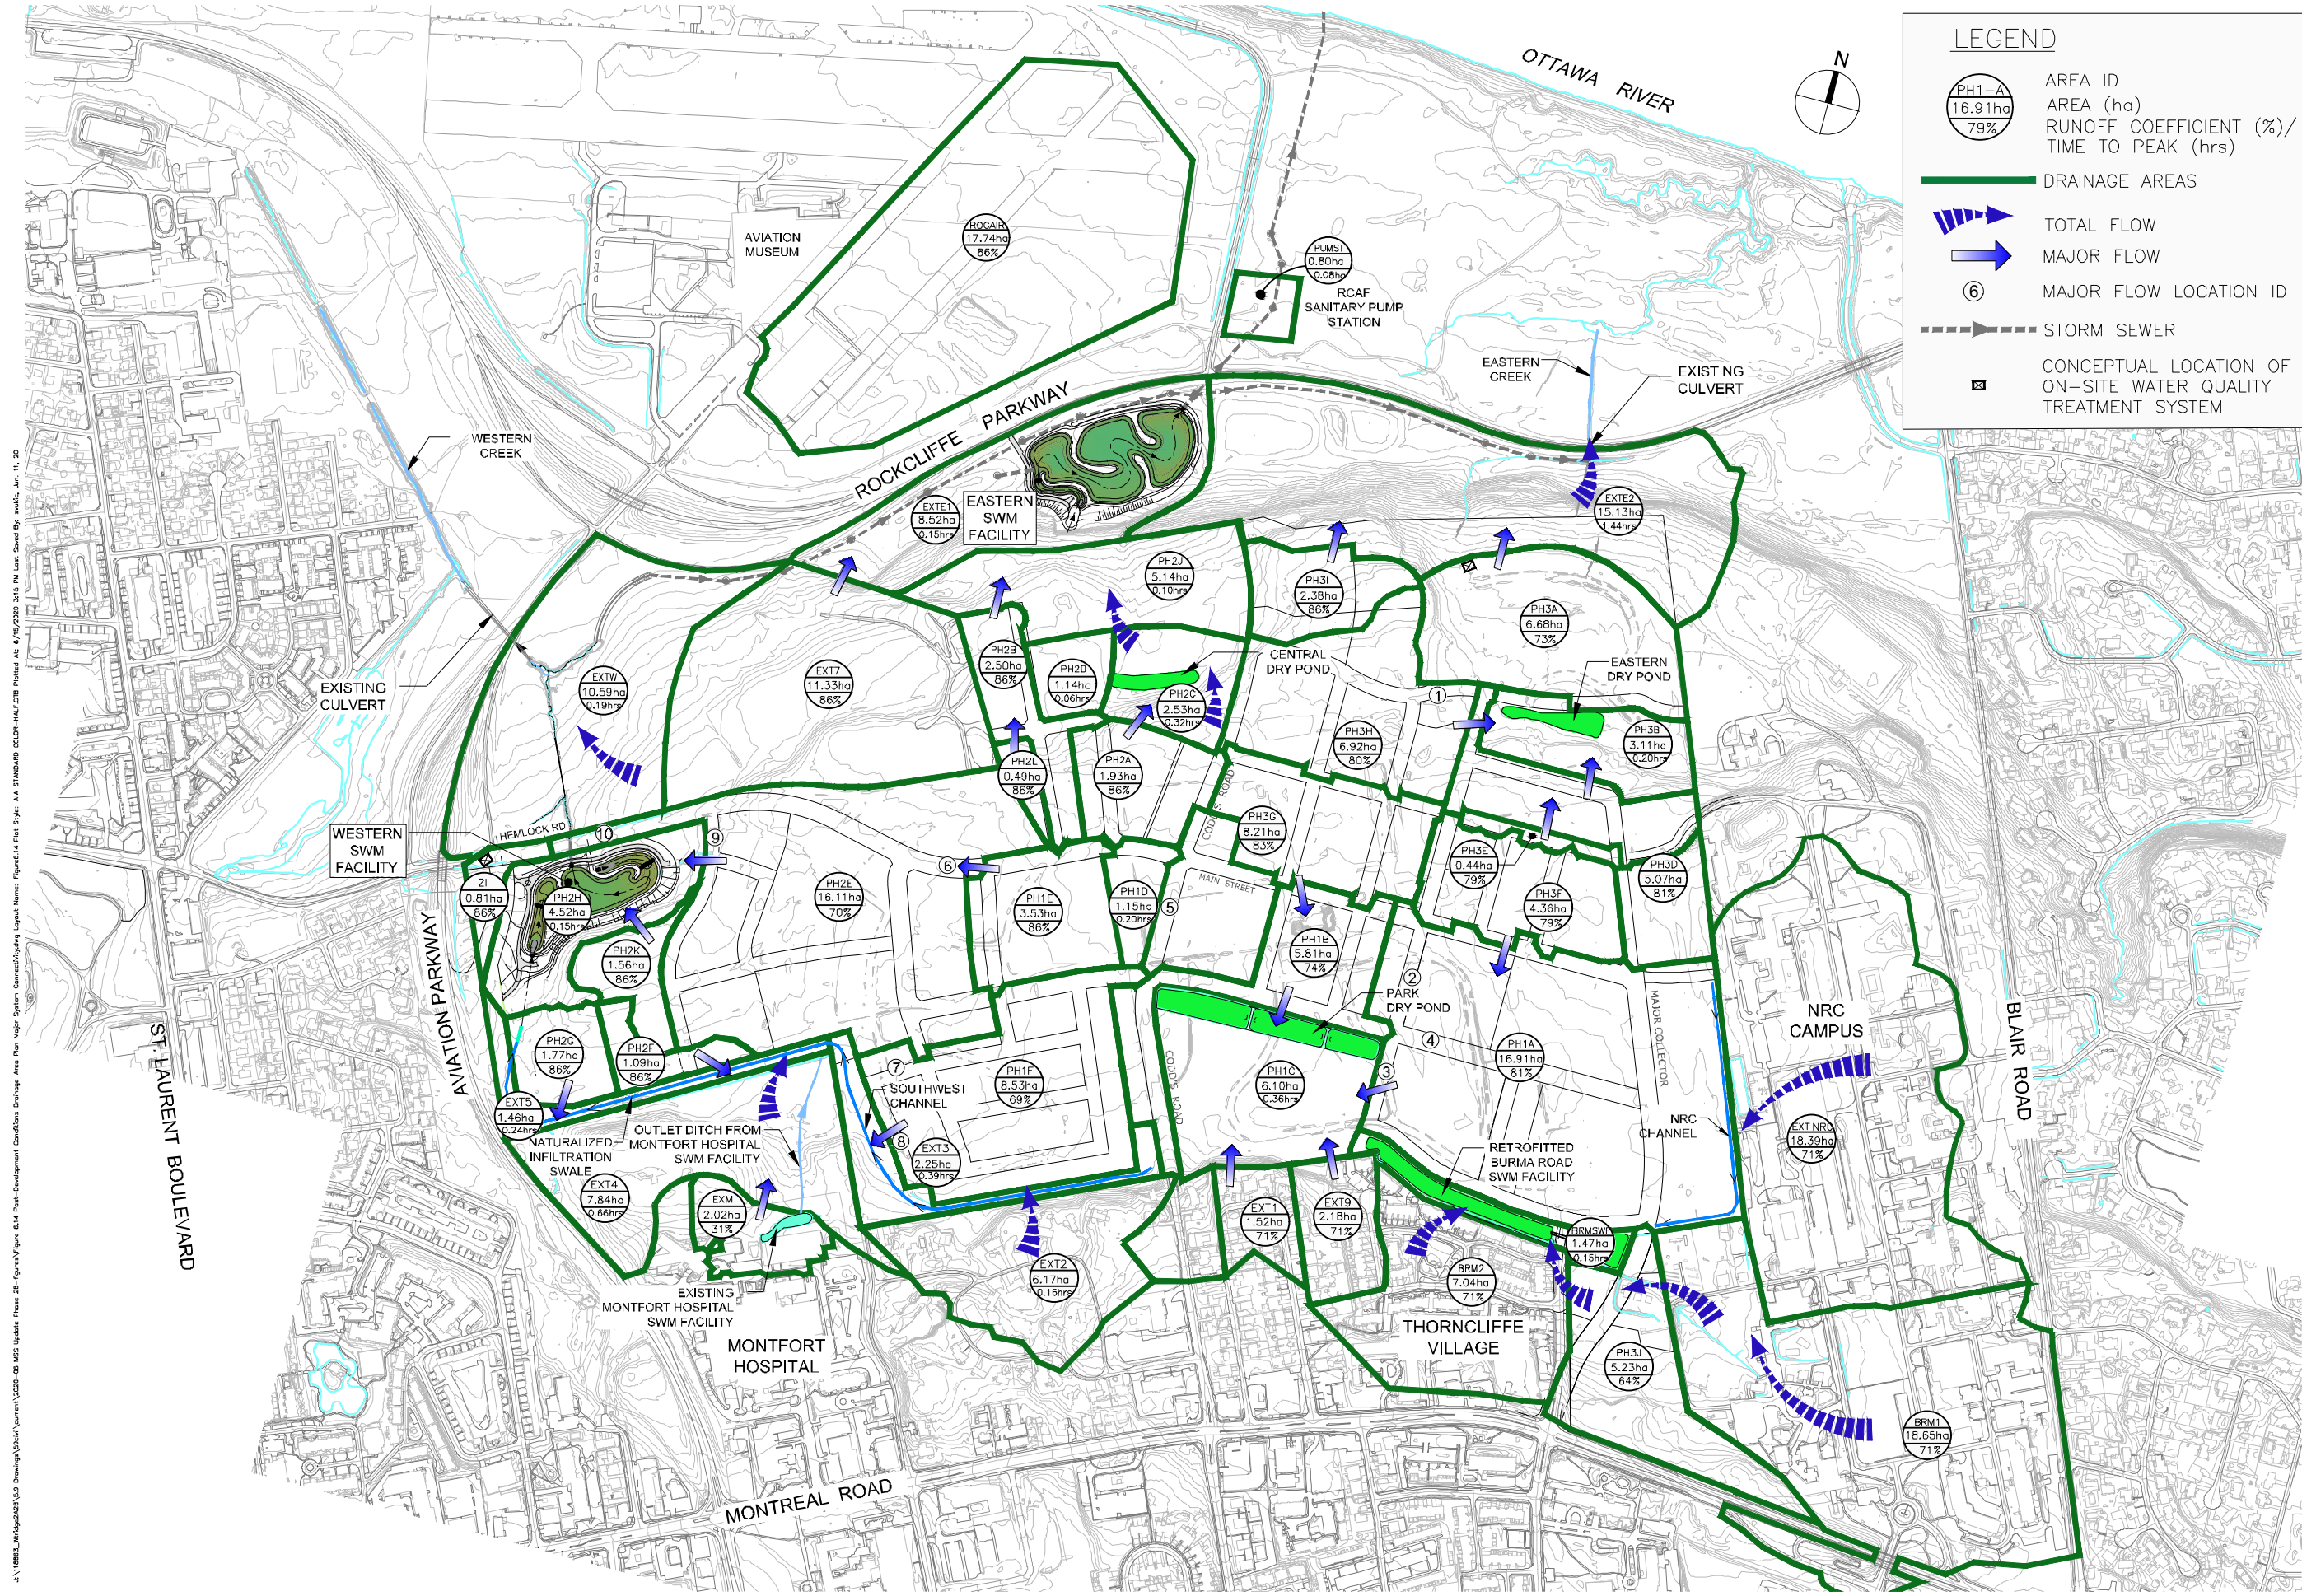 OTTAWA RIVER
N
LEGEND
PH1-A
16.91ha
79%
AREA ID
AREA (ha)
RUNOFF COEFFICIENT (%)/
TIME TO PEAK (hrs)
DRAINAGE AREAS
TOTAL FLOW
MAJOR FLOW
6
MAJOR FLOW LOCATION ID
STORM SEWER
CONCEPTUAL LOCATION OF
ON-SITE WATER QUALITY
TREATMENT SYSTEM
AVIATION
MUSEUM
ROCAIR
17.74ha
86%
PUMST
0.80ha
0.08hr
RCAF
SANITARY PUMP
STATION
EASTERN
CREEK
EXISTING
CULVERT
WESTERN
CREEK
ROCKCLIFFE PARKWAY
EXTE1
8.52ha
0.15hr
EASTERN
SWM
FACILITY
EXTE2
15.13ha
1.44hrs
PH2J
5.14ha
0.10hrs
PH3I
2.38ha
86%
PH3A
6.68ha
73%
PH2B
2.50ha
86%
PH2D
1.14ha
0.06hrs
CENTRAL
DRY POND
EASTERN
DRY POND
EXISTING
CULVERT
EXTW
10.59ha
0.19hrs
EXT7
11.33ha
86%
PH2C
2.53ha
0.32hrs
1
PH3H
6.92ha
80%
PH3B
3.11ha
0.20hrs
PH2L
0.49ha
86%
PH2A
1.93ha
86%
CODD'S ROAD
PH3G
8.21ha
83%
WESTERN
SWM
FACILITY
HEMLOCK RD
10
9
6
PH3E
0.44ha
79%
PH3D
5.07ha
81%
2I
0.81ha
86%
PH2H
4.52ha
0.15hrs
PH2E
16.11ha
70%
PH1E
3.53ha
86%
PH1D
1.15ha
0.20hrs
5
MAIN STREET
PH3F
4.36ha
79%
PH2K
1.56ha
86%
PH1B
5.81ha
74%
2
PARK
DRY POND
AVIATION PARKWAY
ST. LAURENT BOULEVARD
NRC
CAMPUS
BLAIR ROAD
MAJOR COLLECTOR
PH2G
1.77ha
86%
PH2F
1.09ha
86%
7
SOUTHWEST
CHANNEL
PH1F
8.53ha
69%
CODD'S ROAD
PH1C
6.10ha
0.36hrs
3
4
PH1A
16.91ha
81%
EXT5
1.46ha
0.24hrs
NATURALIZED
INFILTRATION
SWALE
OUTLET DITCH FROM
MONTFORT HOSPITAL
SWM FACILITY
8
EXT3
2.25ha
0.39hrs
NRC
CHANNEL
EXT NRC
18.39ha
71%
RETROFITTED
BURMA ROAD
SWM FACILITY
EXT4
7.84ha
0.66hrs
EXM
2.02ha
31%
EXT1
1.52ha
71%
EXT9
2.18ha
71%
BRMSWF
1.47ha
0.15hrs
EXT2
6.17ha
0.16hrs
BRM2
7.04ha
71%
EXISTING
MONTFORT HOSPITAL
SWM FACILITY
MONTFORT
HOSPITAL
THORNCLIFFE
VILLAGE
PH3J
5.23ha
64%
BRM1
18.65ha
71%
MONTREAL ROAD